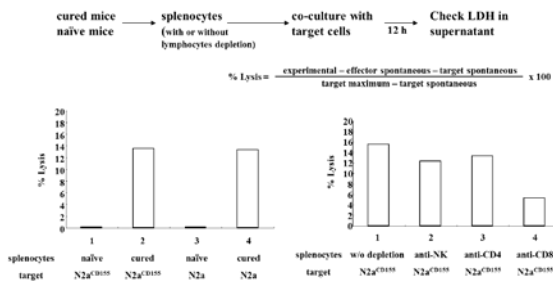 cured mice
naïve mice
splenocytes
(with or without
lymphocytes depletion)
co-culture with
target cells
12 h
Check LDH in
supernatant
% Lysis= experimental – effector spontaneous – target spontaneous x 100
target maximum – target spontaneous
% Lysis
20
18
16
14
12
10
8
6
4
2
0
1 2 3 4
splenocytes naïve cured naïve cured
target N2aCD155 N2aCD155 N2a N2a
% Lysis
20
18
16
14
12
10
8
6
4
2
0
1 2 3 4
splenocytes w/o depletion anti-NK anti-CD4 anti-CD8
target N2aCD155 N2aCD155 N2aCD155 N2aCD155